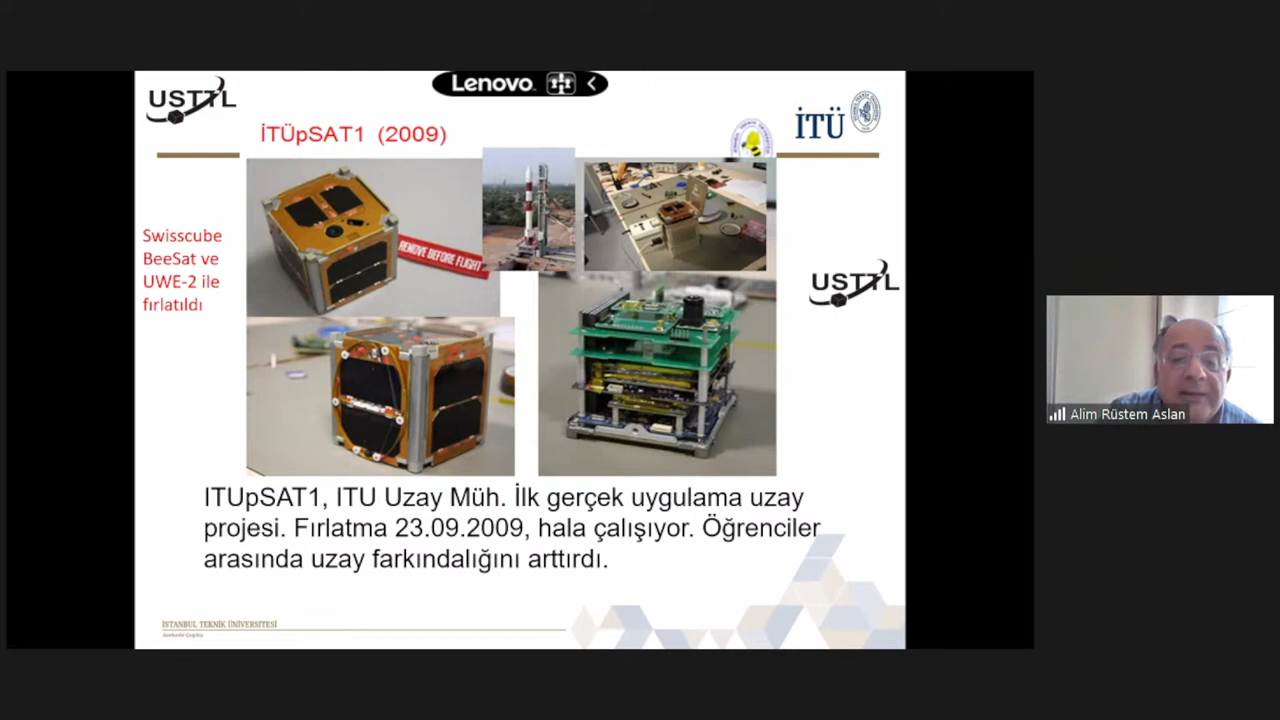 USTTL
Lenovo
İTÜ
İTÜpSAT1 (2009)
Swisscube
BeeSat ve
UWE-2 ile
fırlatıldı
REMOVE BEFORE FLIGHT
USTTL
ITUpSAT1, ITU Uzay Müh. İlk gerçek uygulama uzay
projesi. Fırlatma 23.09.2009, hala çalışıyor. Öğrenciler
arasında uzay farkındalığını arttırdı.
İSTANBUL TEKNİK ÜNİVERSİTESİ
Alim Rüstem Aslan